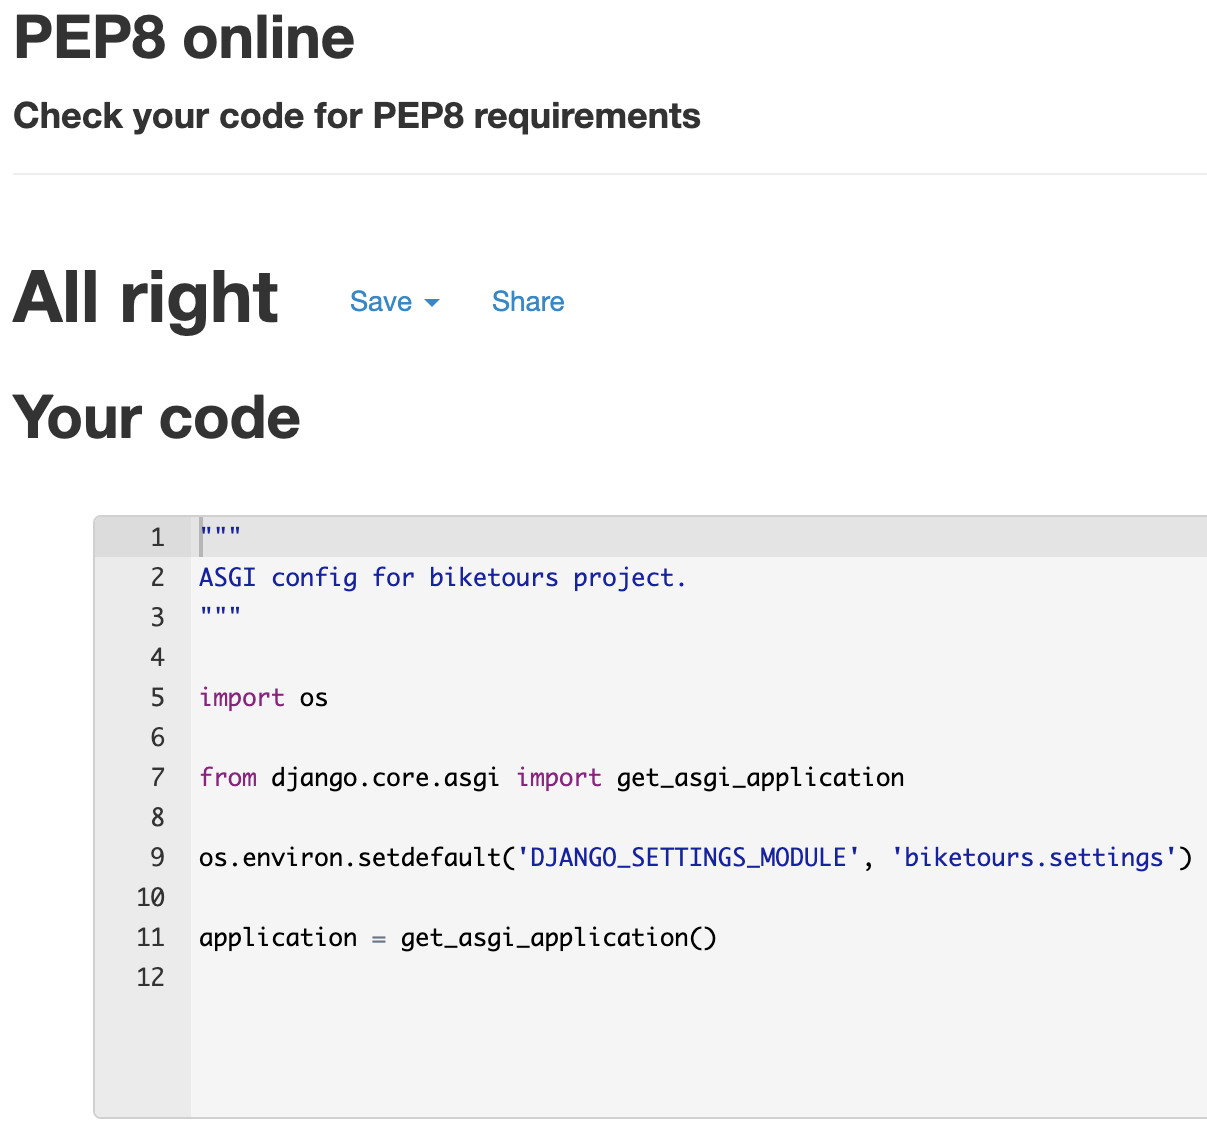 PEP8 online
Check your code for PEP8 requirements
All right Save Share
Your code
1 """
2 ASGI config for biketours project.
3 """
4
5 import os
6
7 from django.core.asgi import get_asgi_application
8
9 os.environ.setdefault('DJANGO_SETTINGS_MODULE', 'biketours.settings')
10
11 application = get_asgi_application()
12